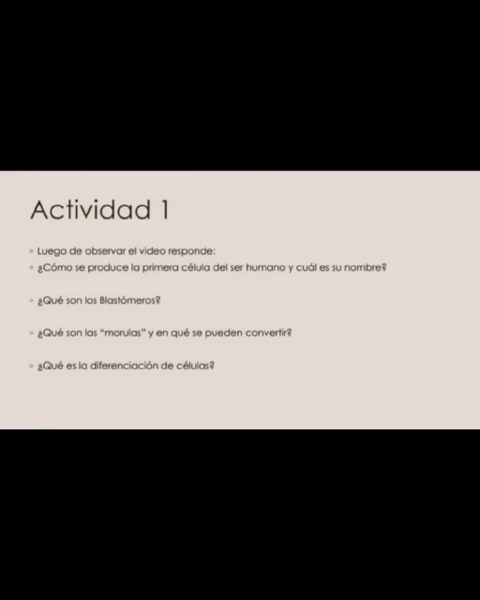 Actividad 1
Luego de observar el video responde:
¿Cómo se produce la primera célula del ser humano y cuál es su nombre?
¿Qué son los Blastómeros?
¿Qué son las “morulas” y en qué se pueden convertir?
¿Qué es la diferenciación de células?